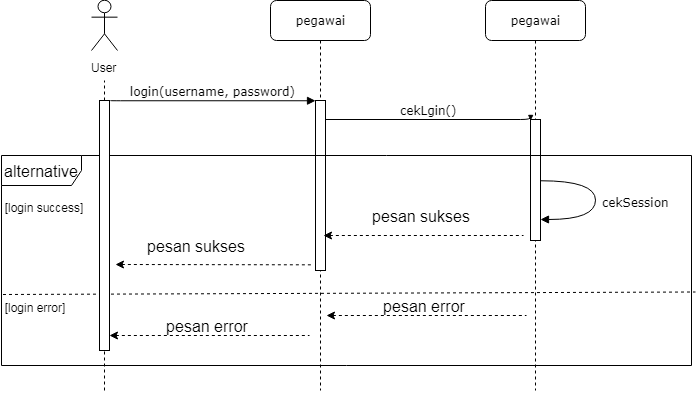 pegawai
pegawai
User
login(username, password)
cekLgin()
alternative
[login success]
cekSession
pesan sukses
pesan sukses
[login error]
pesan error
pesan error